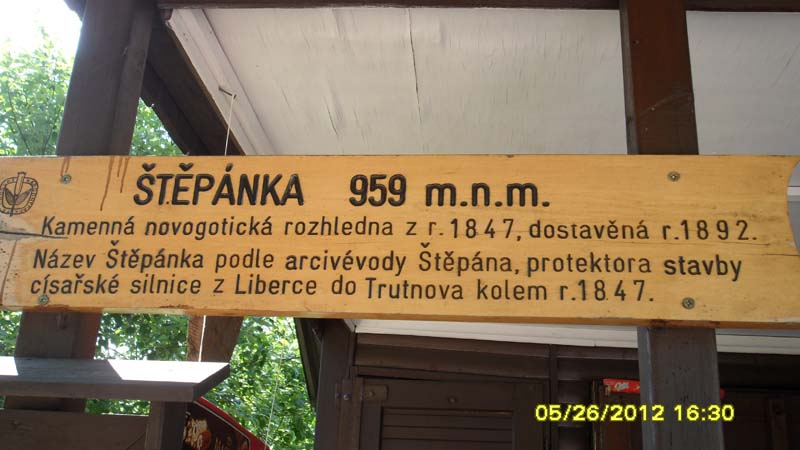 ŠTĚPÁNKA 959 m.n.m.
Kamenná novogotická rozhledna z r.1847, dostavěná r.1892.
Název Štěpánka podle arcivévody Štěpána, protektora stavby
císařské silnice z Liberce do Trutnova kolem r.1847.
05/26/2012 16:30